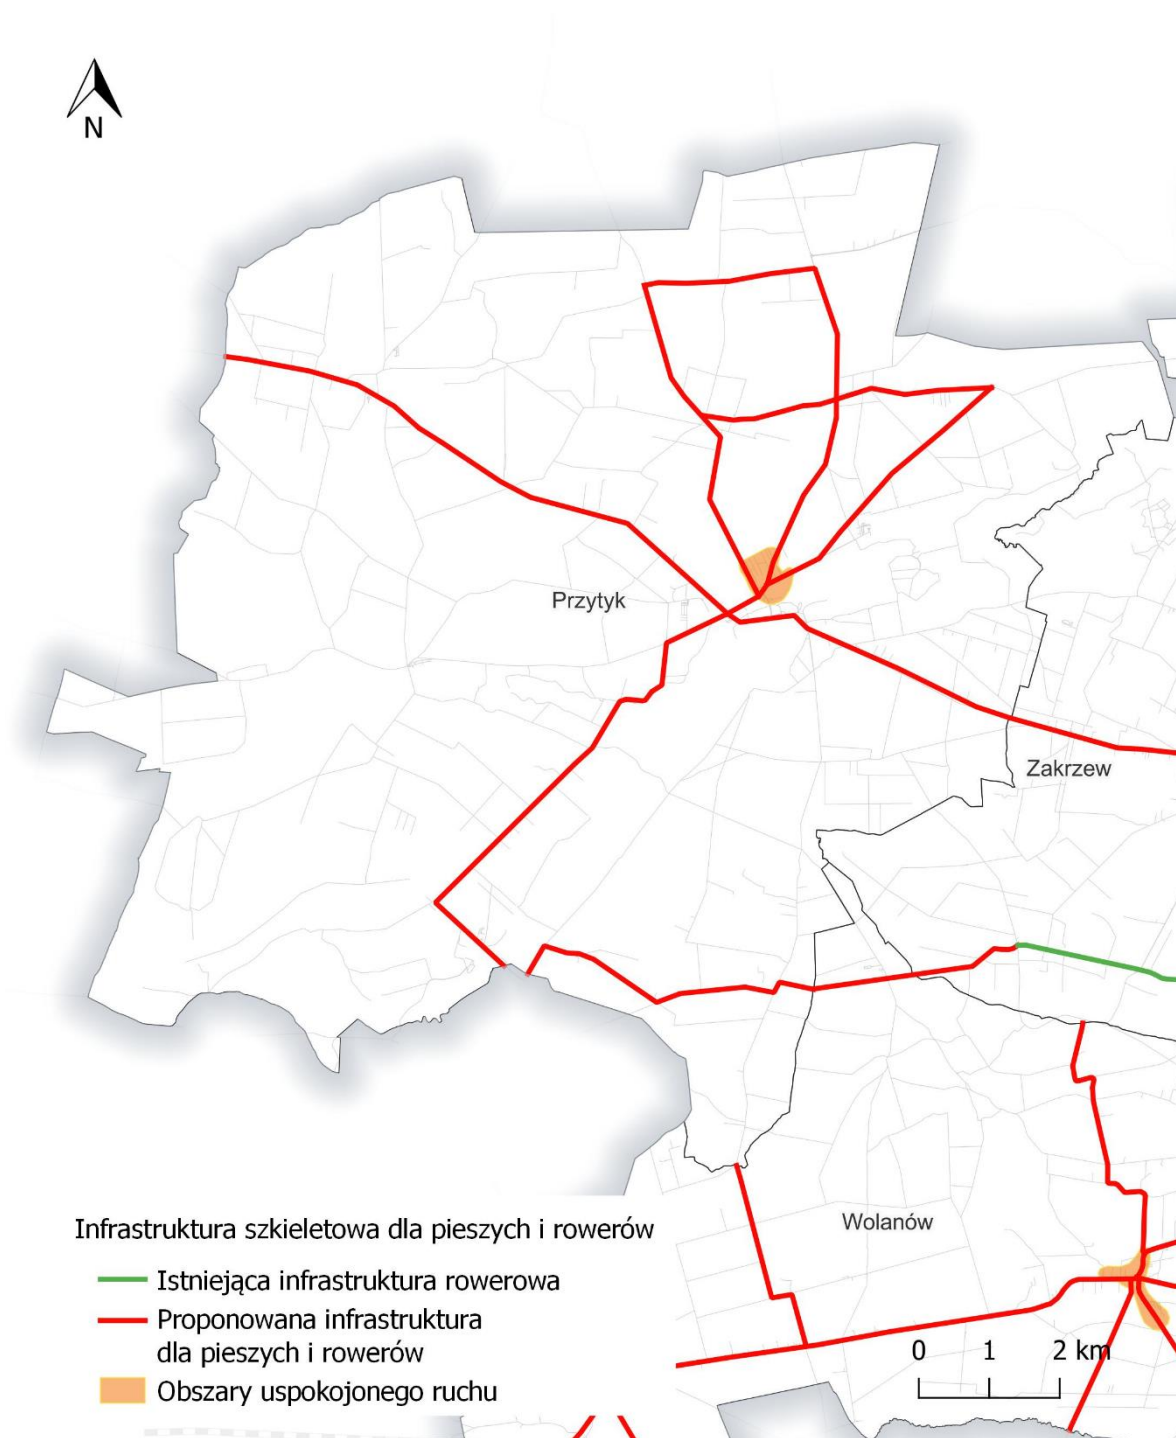 N
Przytyk
Zakrzew
Wolanów
Infrastruktura szkieletowa dla pieszych i rowerów
Istniejąca infrastruktura rowerowa
Proponowana infrastruktura
dla pieszych i rowerów
Obszary uspokojonego ruchu
0 1 2 km